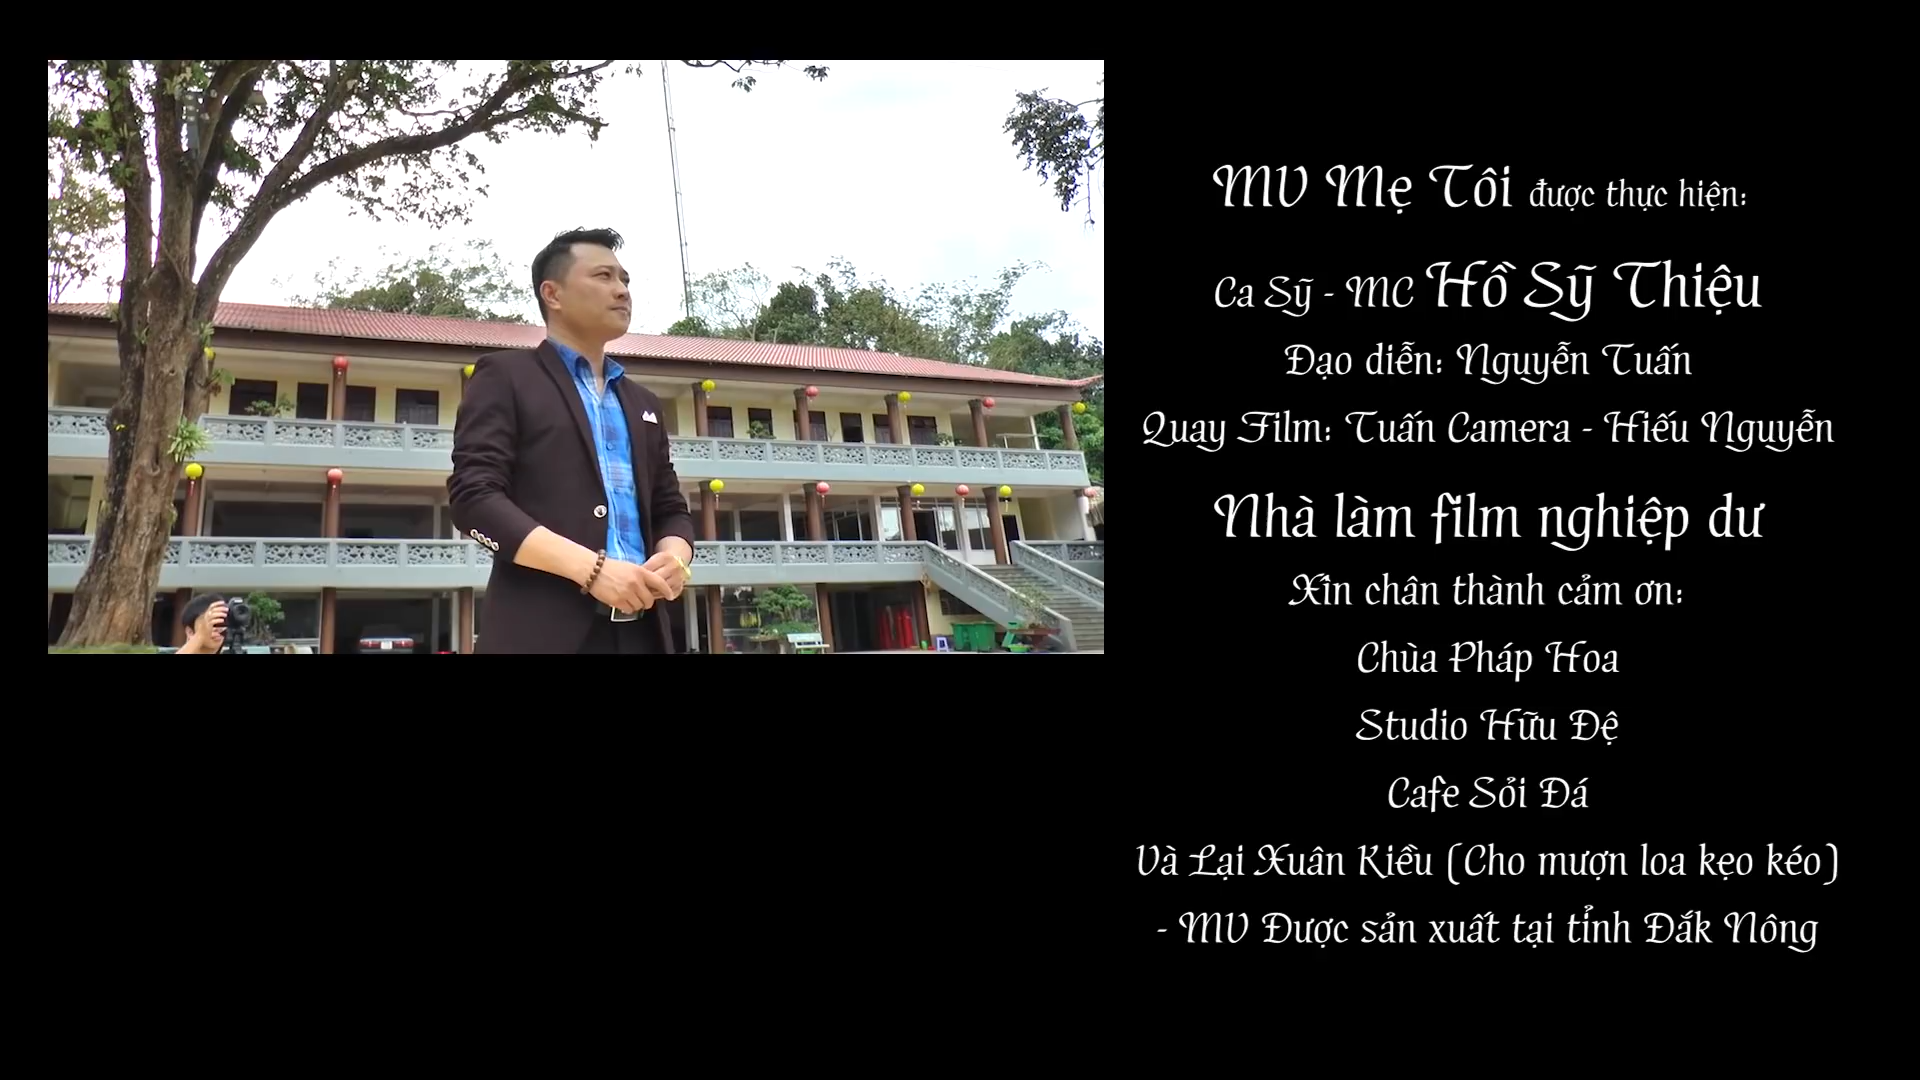 MV Mẹ Tôi được thực hiện:
Ca Sỹ - MC Hồ Sỹ Thiệu
Đạo diễn: Nguyễn Tuấn
Quay Film: Tuấn Camera - Hiếu Nguyễn
Nhà làm film nghiệp dư
Xin chân thành cảm ơn:
Chùa Pháp Hoa
Studio Hữu Đệ
Cafè Sỏi Đá
Và Lại Xuân Kiều (Cho mượn loa kẹo kéo)
- MV Được sản xuất tại tỉnh Đắk Nông